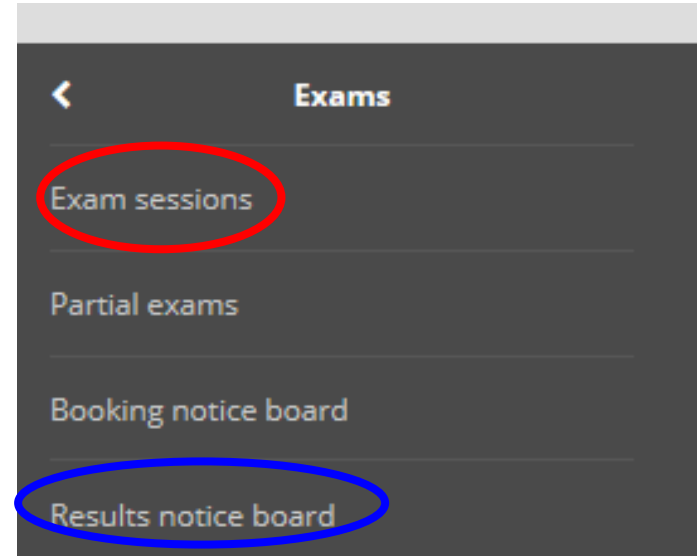 Exams
Exam sessions
Partial exams
Booking notice board
Results notice board